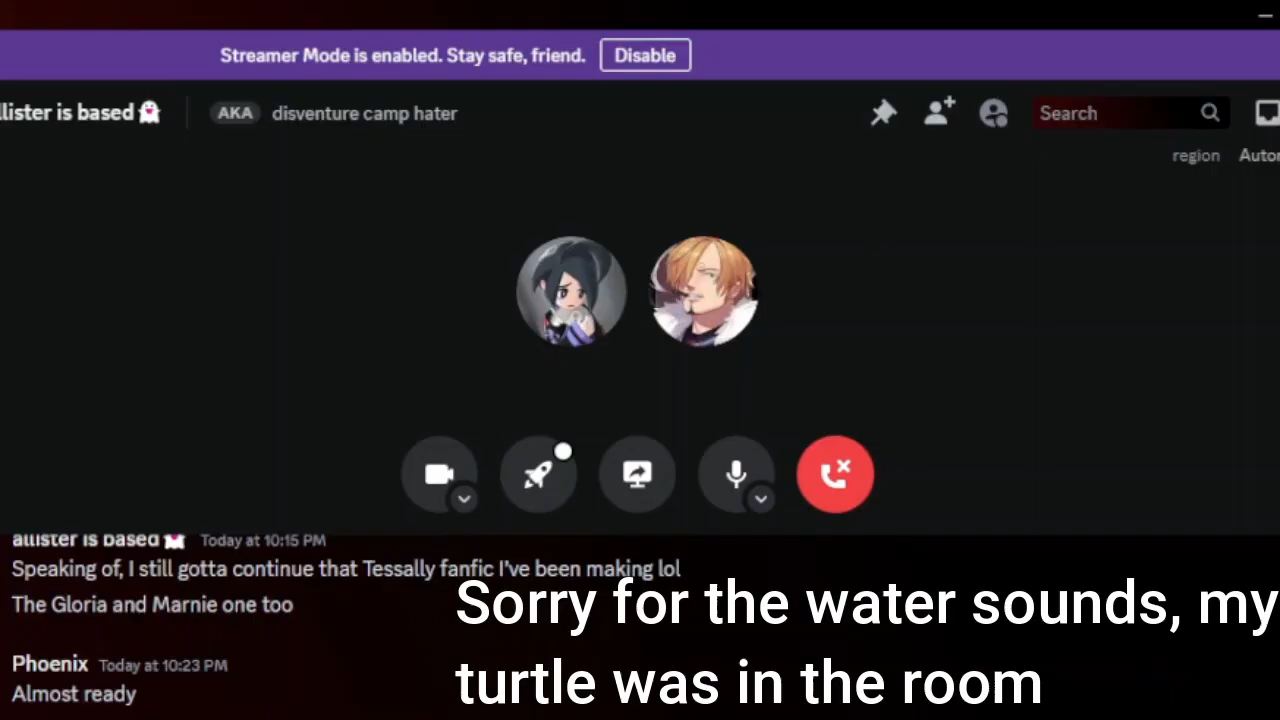 Streamer Mode is enabled. Stay safe, friend. Disable
llister is based AKA disventure camp hater Search
region Autor
allister is based Today at 10:15 PM
Speaking of, I still gotta continue that Tessally fanfic I've been making lol
The Gloria and Marnie one too
Sorry for the water sounds, my
turtle was in the room
Phoenix Today at 10:23 PM
Almost ready